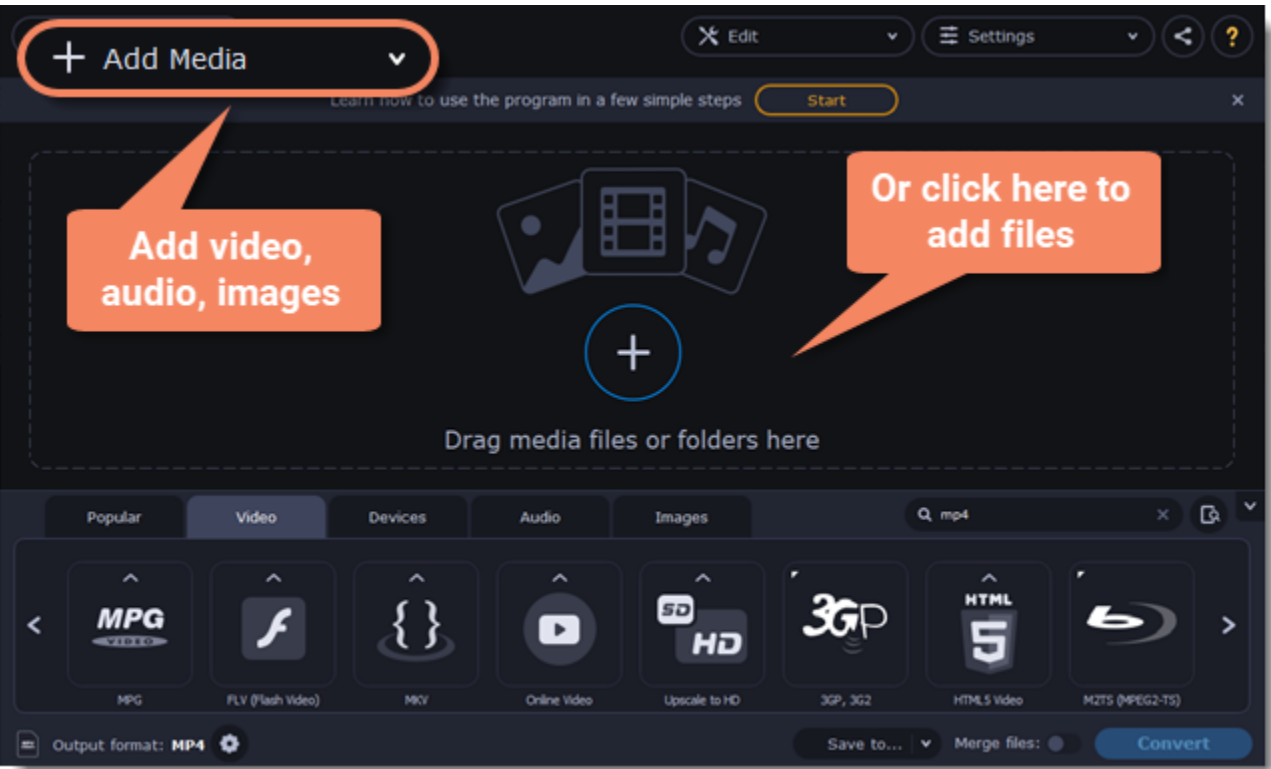 Add Media
Edit
Settings
?
Learn how to use the program in a few simple steps
Start
Add video,
audio, images
Or click here to
add files
Drag media files or folders here
Popular
Video
Devices
Audio
Images
mp4
MPG
VIDEO
SD
HD
3GP
HTML
5
MPG
FLV (Flash Video)
MKV
Online Video
Upscale to HD
3GP, 3G2
HTML5 Video
M2TS (MPEG2-TS)
Output format: MP4
Save to...
Merge files:
Convert